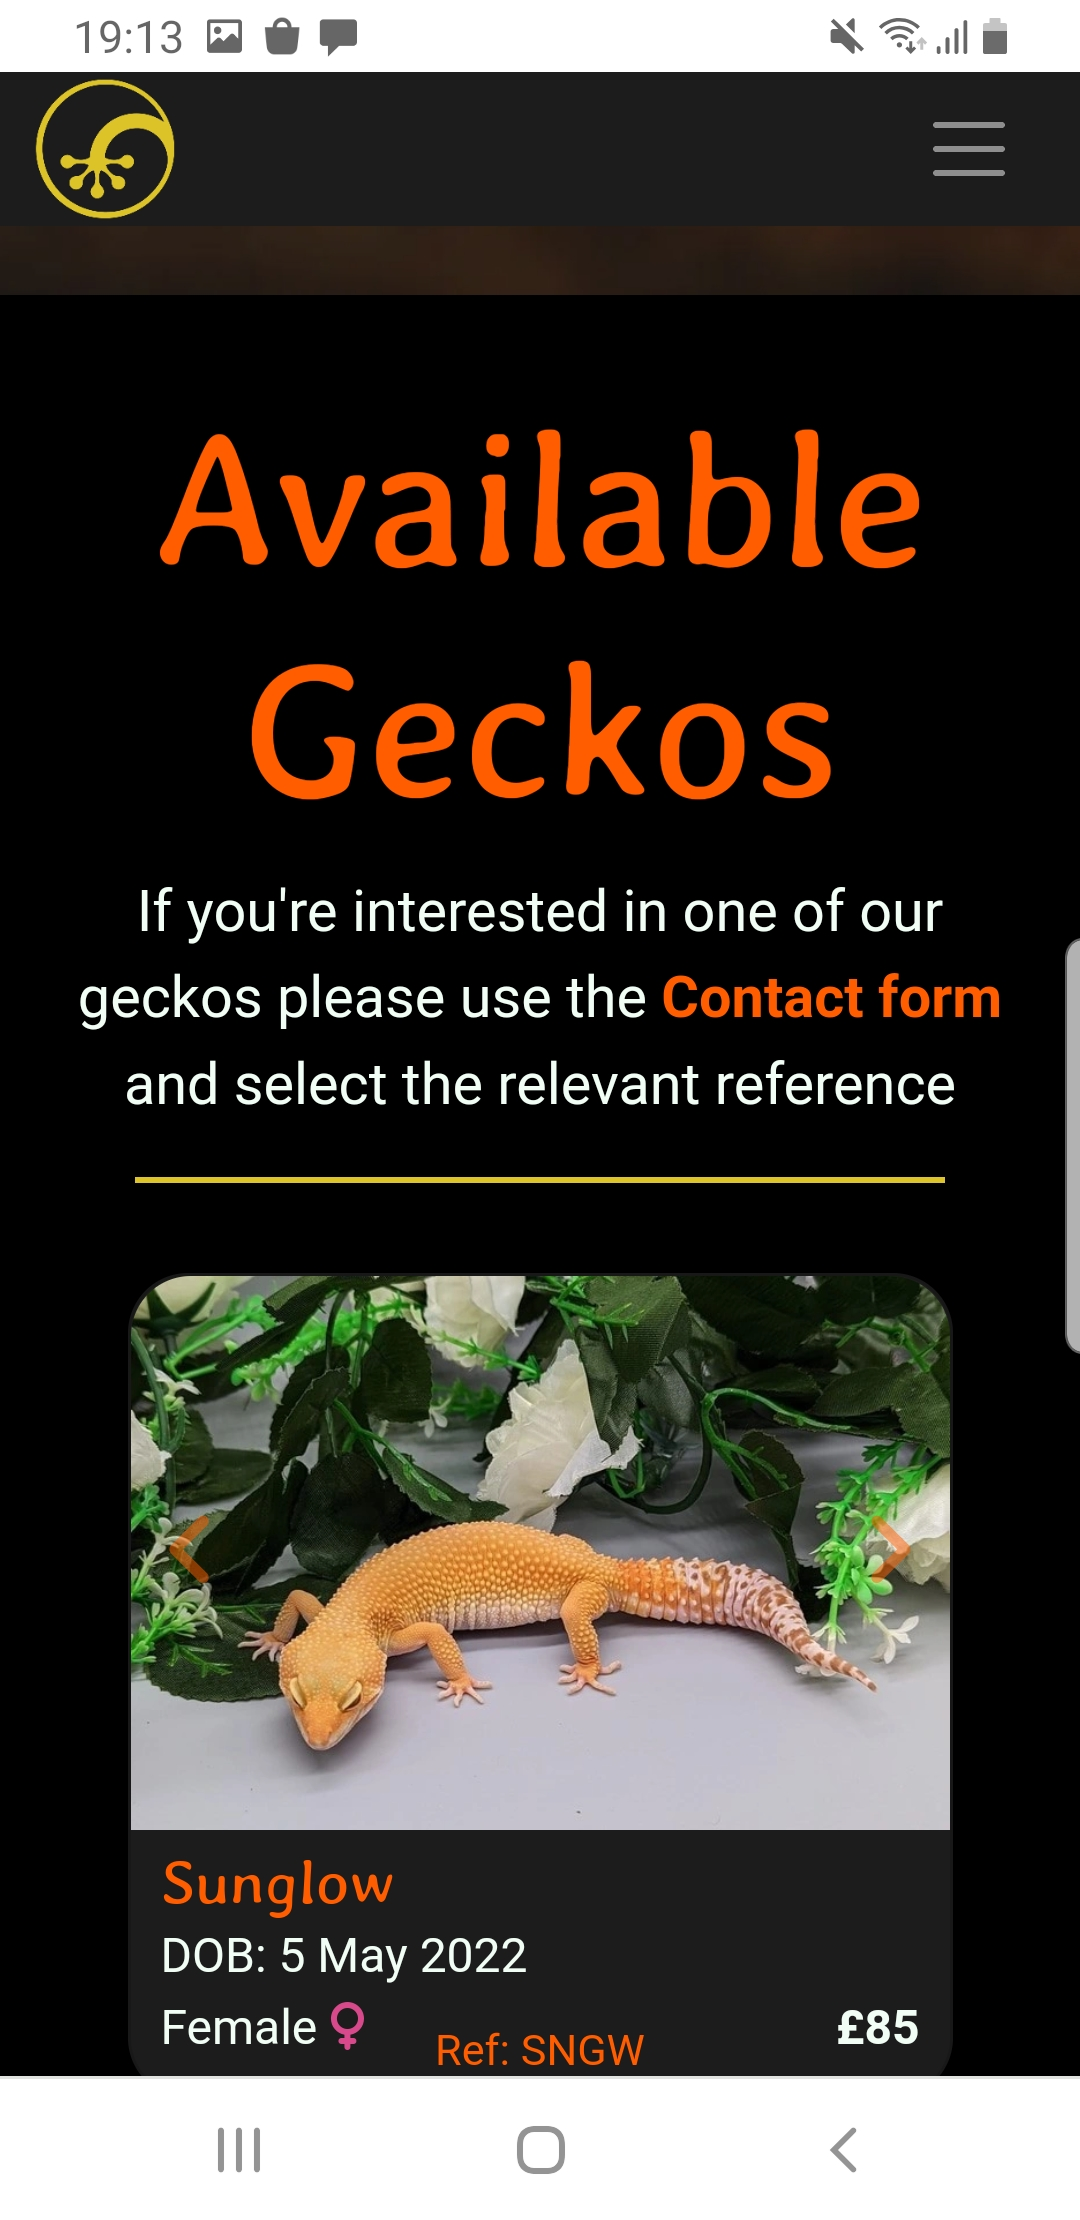 19:13
Available
Geckos
If you're interested in one of our
geckos please use the Contact form
and select the relevant reference
Sunglow
DOB: 5 May 2022
Female ♀
£85
Ref: SNGW